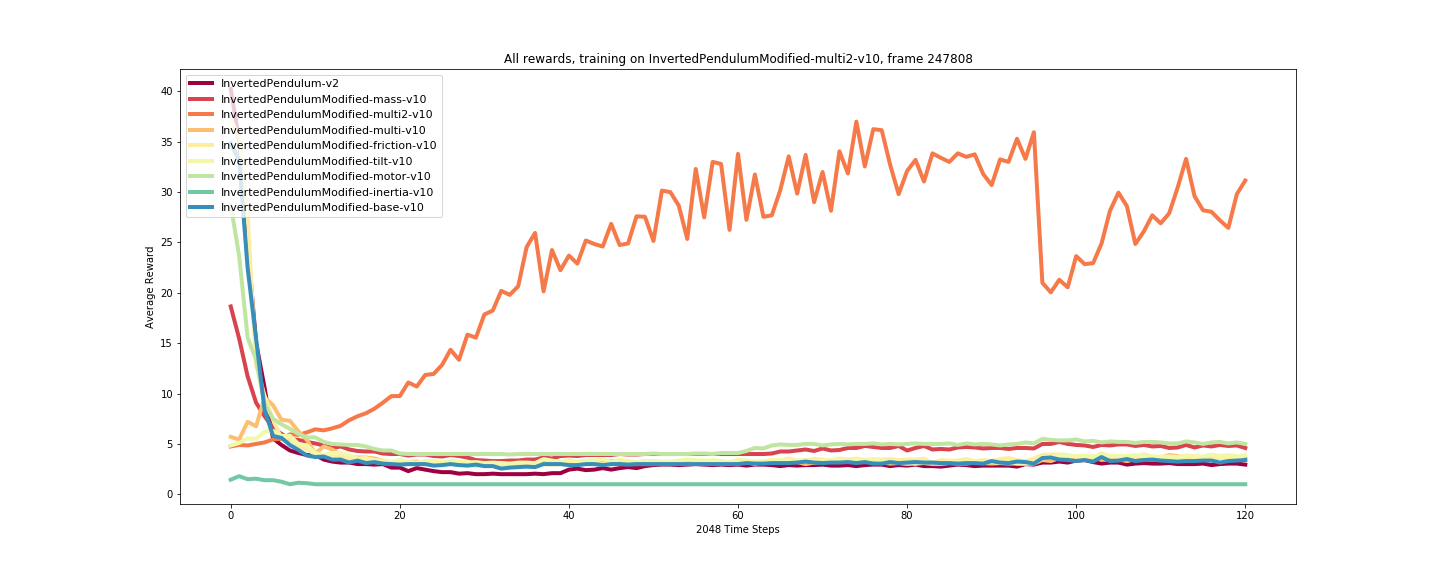 All rewards, training on InvertedPendulumModified-multi2-v10, frame 247808
InvertedPendulum-v2
InvertedPendulumModified-mass-v10
InvertedPendulumModified-multi2-v10
InvertedPendulumModified-multi-v10
InvertedPendulumModified-friction-v10
InvertedPendulumModified-tilt-v10
InvertedPendulumModified-motor-v10
InvertedPendulumModified-inertia-v10
InvertedPendulumModified-base-v10
Average Reward
40
35
30
25
20
15
10
5
0
0 20 40 60 80 100 120
2048 Time Steps